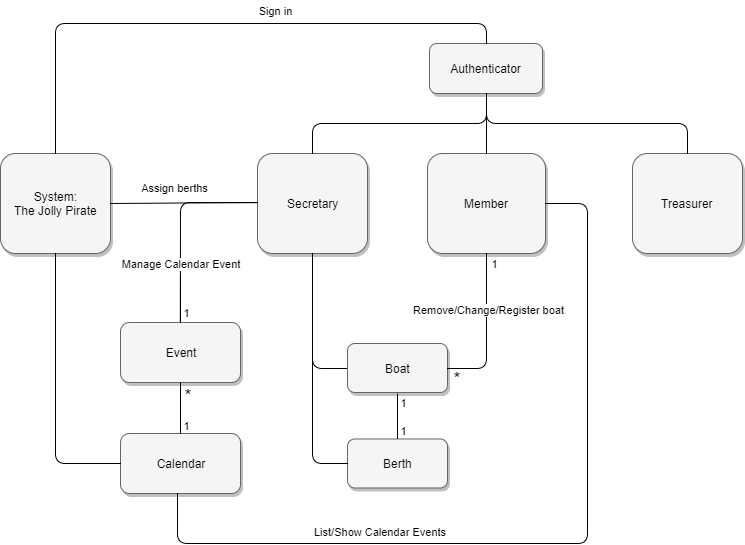 Sign in
Authenticator
System:
The Jolly Pirate
Assign berths
Secretary
Member
Treasurer
Manage Calendar Event
1
Remove/Change/Register boat
1
Event
Boat
*
*
1
1
1
Calendar
Berth
List/Show Calendar Events